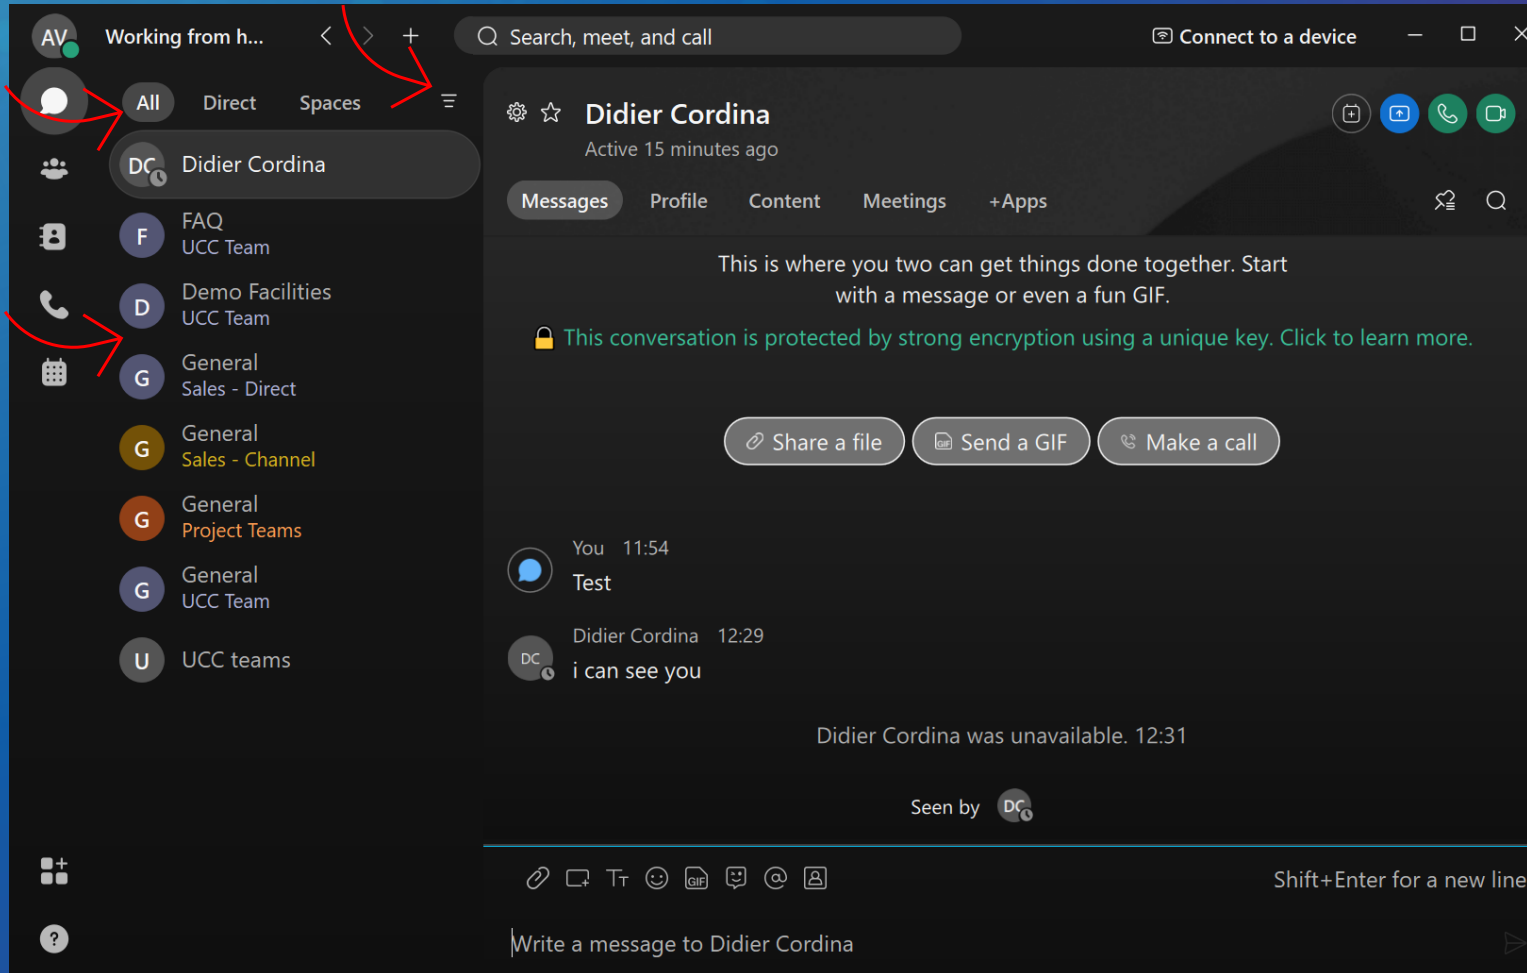 AV
Working from h...
Search, meet, and call
Connect to a device
All
Direct
Spaces
DC
Didier Cordina
F
FAQ
UCC Team
D
Demo Facilities
UCC Team
G
General
Sales - Direct
G
General
Sales - Channel
G
General
Project Teams
G
General
UCC Team
U
UCC teams
Didier Cordina
Active 15 minutes ago
Messages
Profile
Content
Meetings
+Apps
This is where you two can get things done together. Start
with a message or even a fun GIF.
This conversation is protected by strong encryption using a unique key. Click to learn more.
Share a file
GIF
Send a GIF
Make a call
You 11:54
Test
DC
Didier Cordina 12:29
i can see you
Didier Cordina was unavailable. 12:31
Seen by DC
GIF
Shift+Enter for a new line
Write a message to Didier Cordina